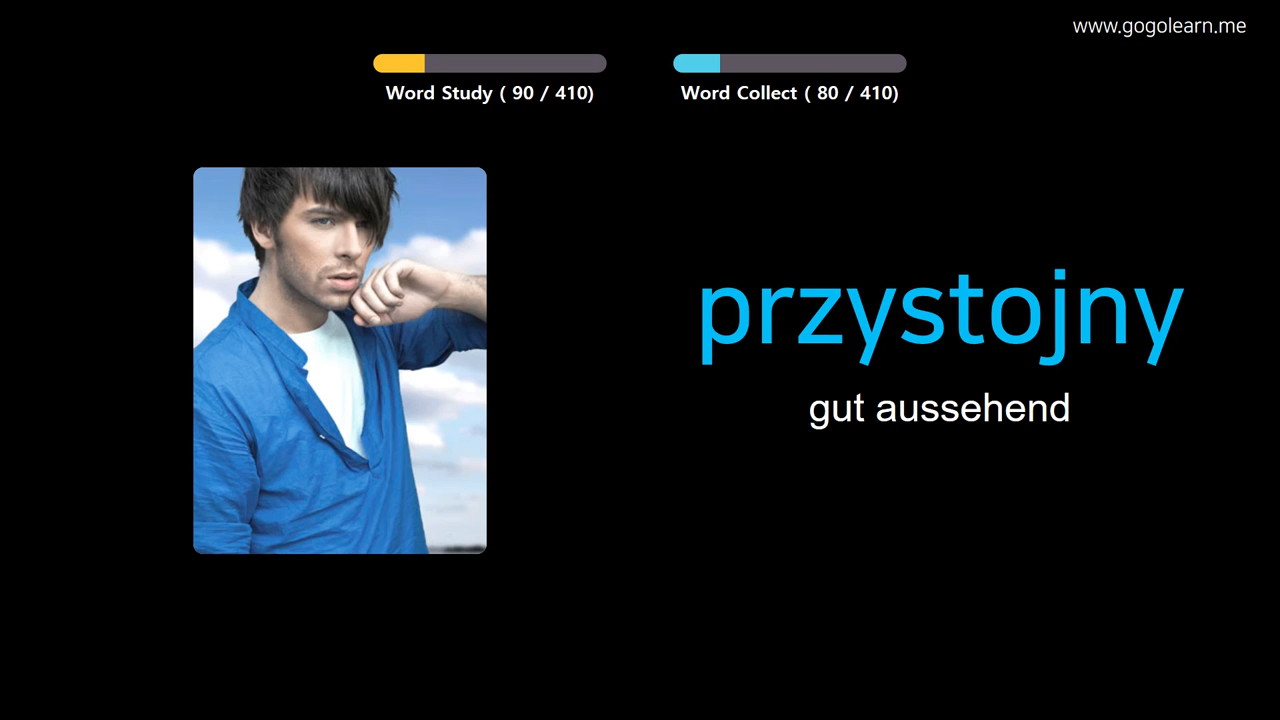 www.gogolearn.me
Word Study ( 90 / 410)
Word Collect ( 80 / 410)
przystojny
gut aussehend